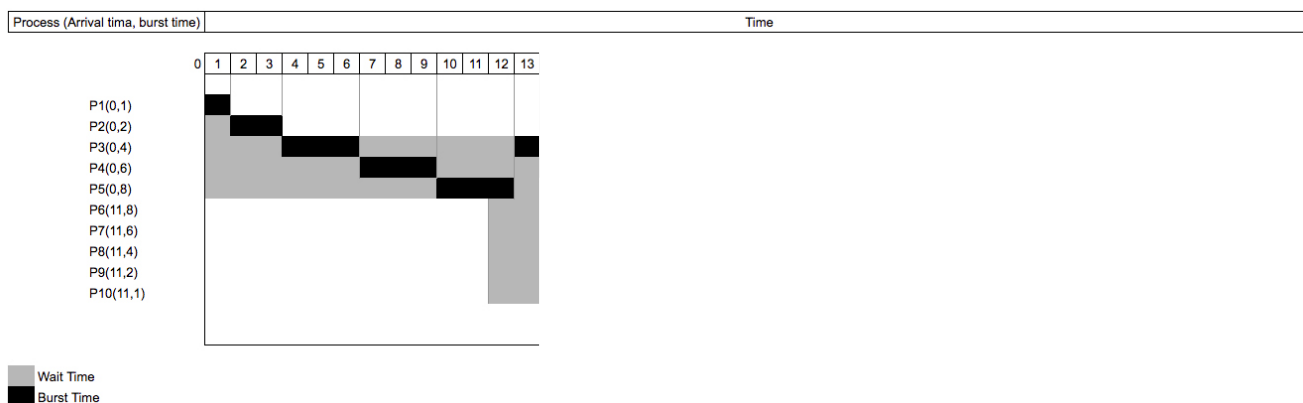 Process (Arrival tima, burst time) Time
0 1 2 3 4 5 6 7 8 9 10 11 12 13
P1(0,1)
P2(0,2)
P3(0,4)
P4(0,6)
P5(0,8)
P6(11,8)
P7(11,6)
P8(11,4)
P9(11,2)
P10(11,1)
Wait Time
Burst Time